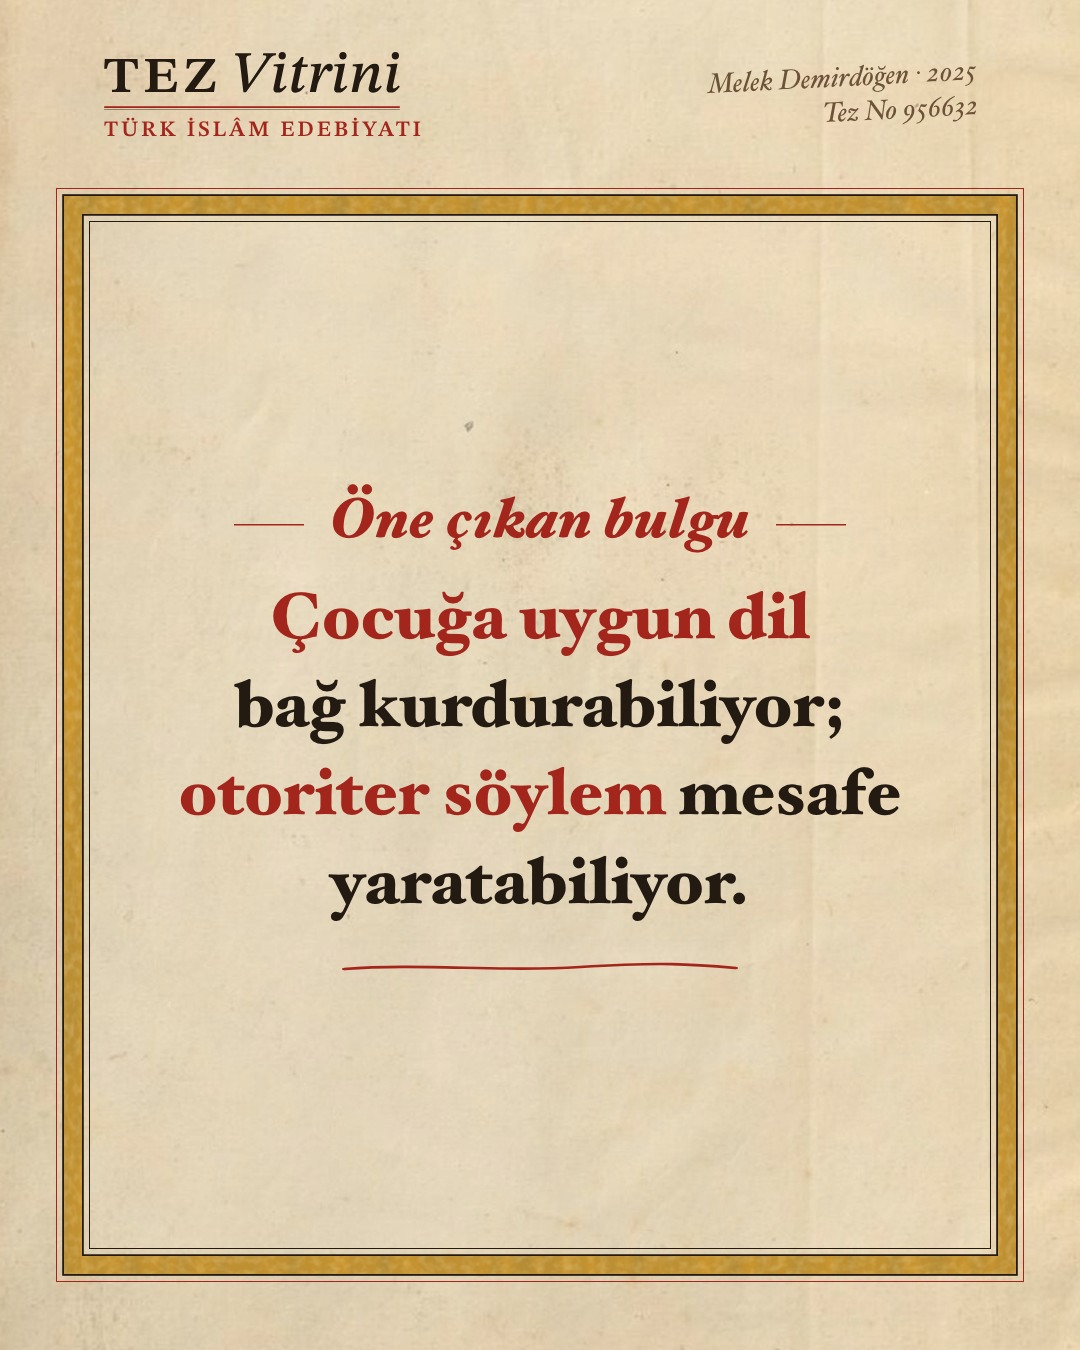 TEZ Vitrini
TÜRK İSLÂM EDEBİYATI
Melek Demirdöğen · 2025
Tez No 956632
Öne çıkan bulgu
Çocuğa uygun dil
bağ kurdurabiliyor;
otoriter söylem mesafe
yaratabiliyor.